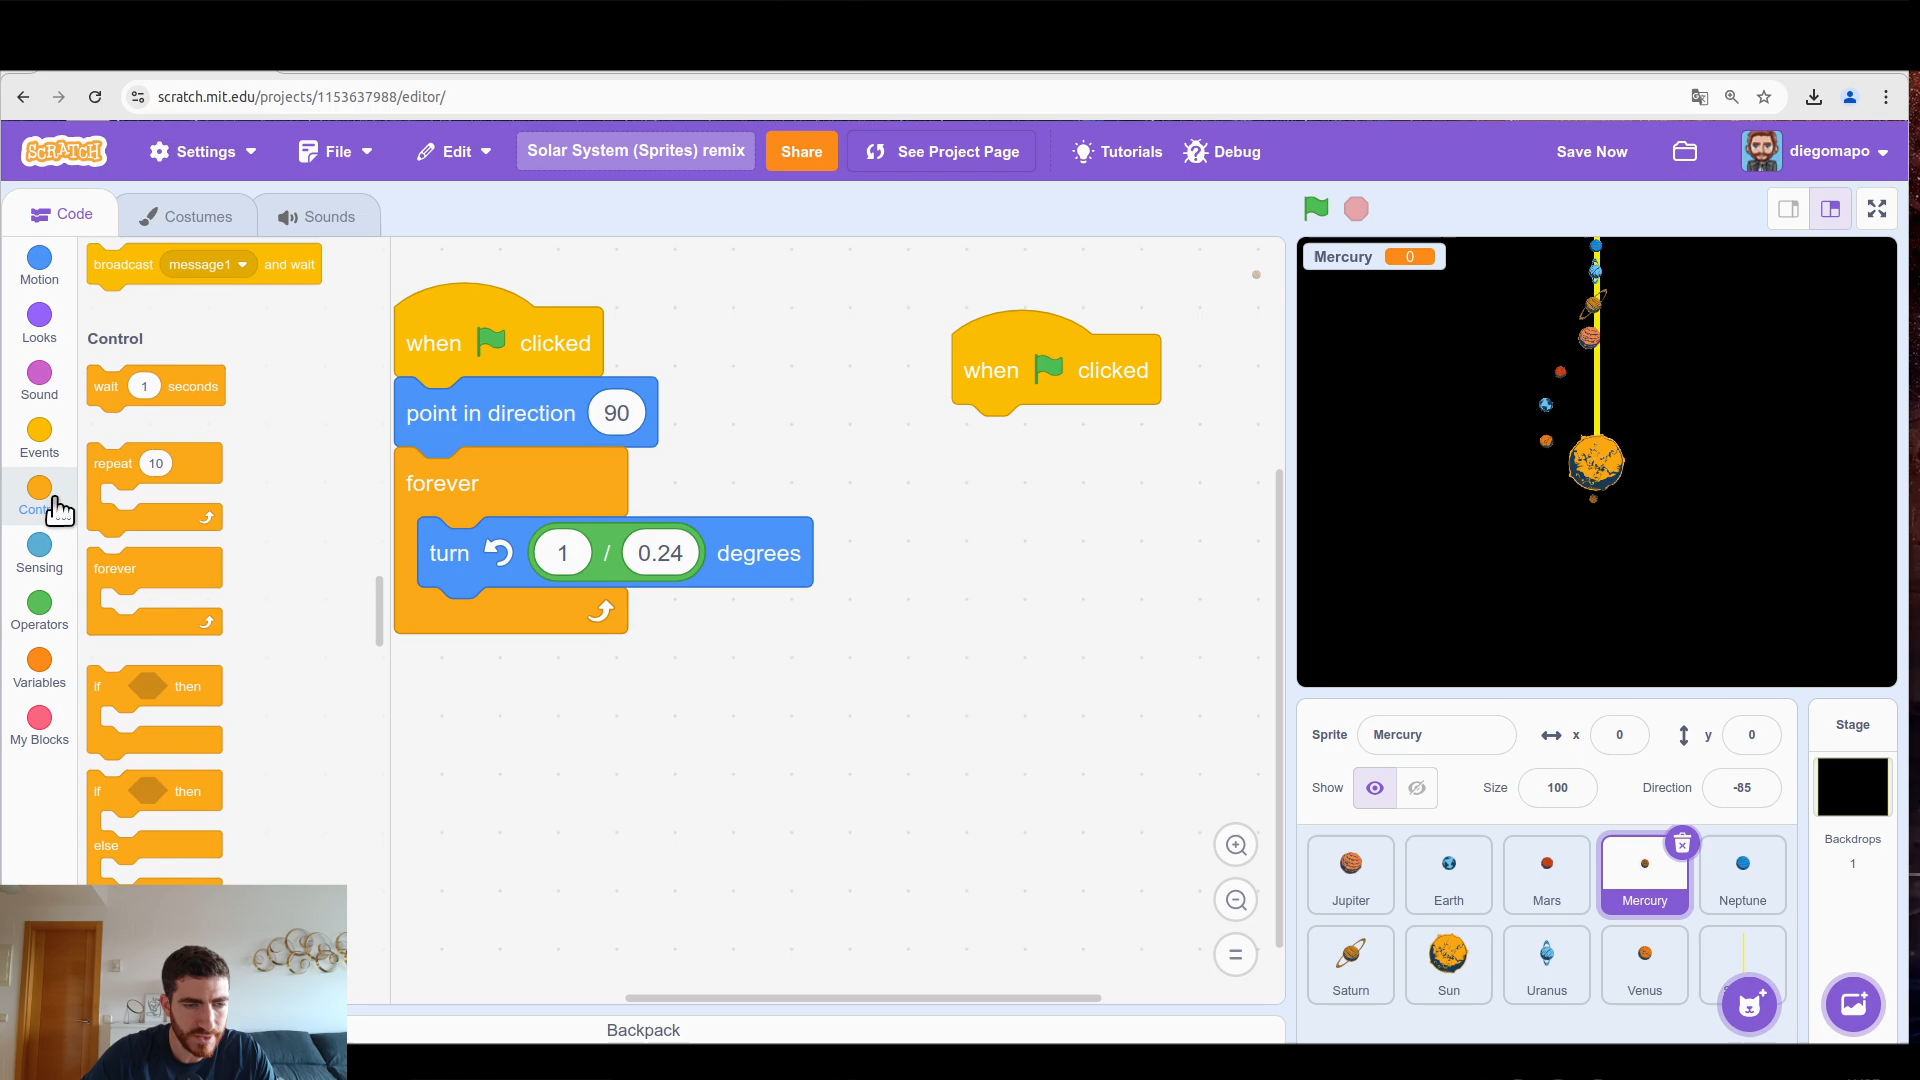 scratch.mit.edu/projects/1153637988/editor/
SCRATCH
Settings
File
Edit
Solar System (Sprites) remix
Share
See Project Page
Tutorials
Debug
Save Now
diegomapo
Code
Costumes
Sounds
Motion
Looks
Sound
Events
Sensing
Operators
Variables
My Blocks
broadcast message1 and wait
Control
wait 1 seconds
repeat 10
forever
if then
if then
else
when clicked
point in direction 90
forever
turn 1 / 0.24 degrees
when clicked
Backpack
Mercury 0
Sprite Mercury x 0 y 0
Show Size 100 Direction -85
Jupiter
Earth
Mars
Mercury
Neptune
Saturn
Sun
Uranus
Venus
Stage
Backdrops
1